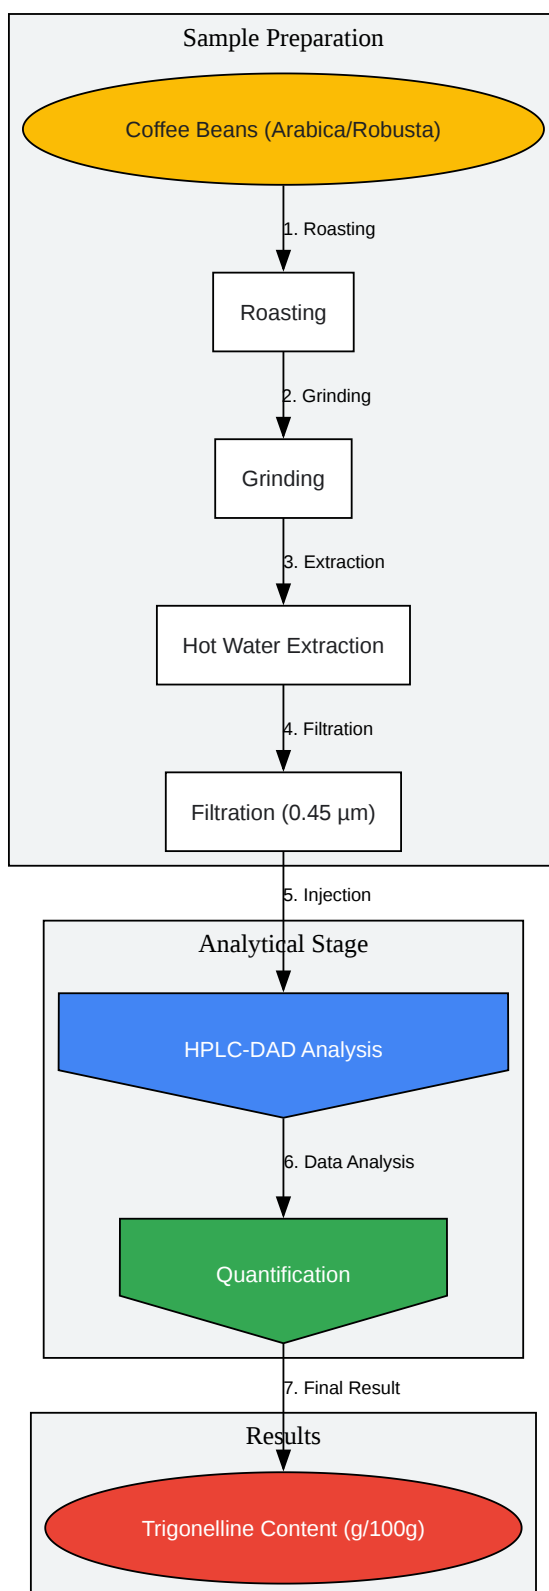 Sample Preparation
Coffee Beans (Arabica/Robusta)
1. Roasting
Roasting
2. Grinding
Grinding
3. Extraction
Hot Water Extraction
4. Filtration
Filtration (0.45 µm)
5. Injection
Analytical Stage
HPLC-DAD Analysis
6. Data Analysis
Quantification
7. Final Result
Results
Trigonelline Content (g/100g)